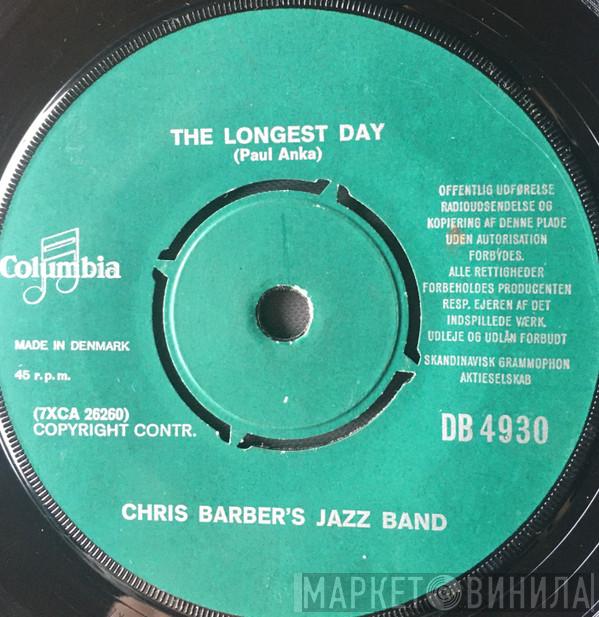 THE LONGEST DAY
(Paul Anka)
Columbia
OFFENTLIG UDFØRELSE
RADIOUDSENDELSE OG
KOPIERING AF DENNE PLADE
UDEN AUTORISATION
FORBYDES.
ALLE RETTIGHEDER
FORBEHOLDES PRODUCENTEN
RESP. EJEREN AF DET
INDSPILLEDE VÆRK.
UDLEJE OG UDLÅN FORBUDT
SKANDINAVISK GRAMMOPHON
AKTIESELSKAB
MADE IN DENMARK
45 r.p.m.
(7XCA 26260)
COPYRIGHT CONTR.
DB 4930
CHRIS BARBER'S JAZZ BAND
МАРКЕТ ВИНИЛА